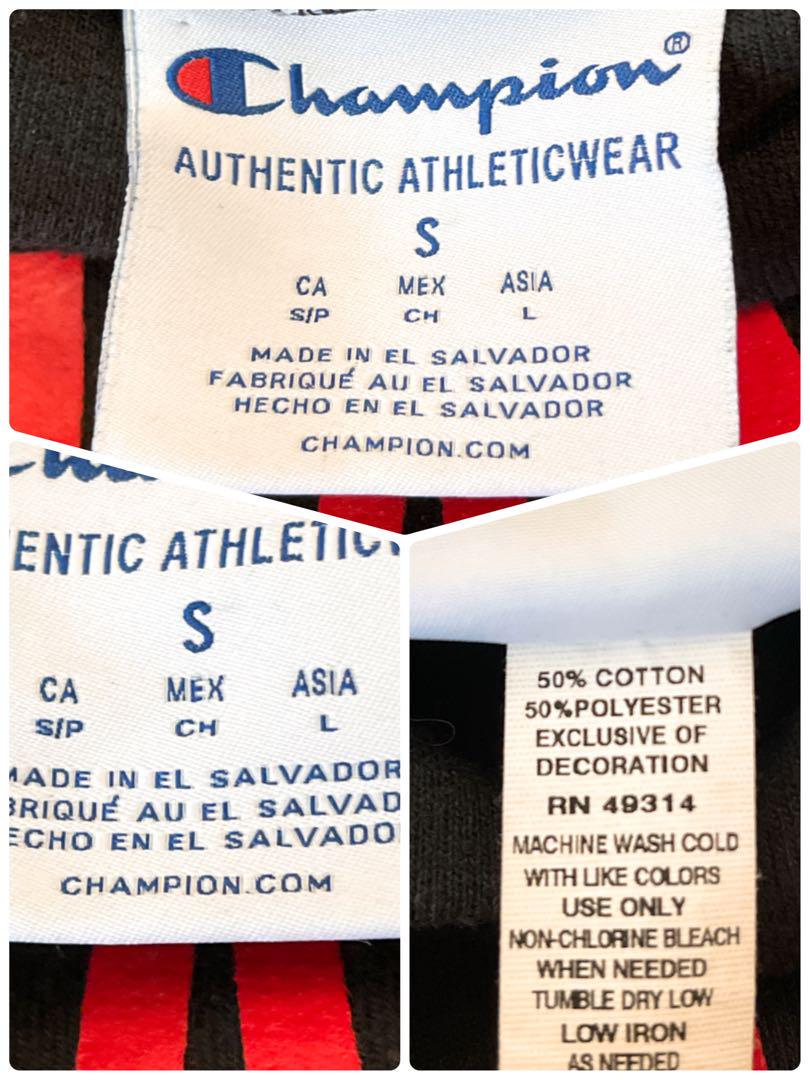 Champion®
AUTHENTIC ATHLETICWEAR
S
CA MEX ASIA
S/P CH L
MADE IN EL SALVADOR
FABRIQUÉ AU EL SALVADOR
HECHO EN EL SALVADOR
CHAMPION.COM
ENTIC ATHLETIC
S
CA MEX ASIA
S/P CH L
MADE IN EL SALVADOR
BRIQUÉ AU EL SALVAD
ECHO EN EL SALVADO
CHAMPION.COM
50% COTTON
50%POLYESTER
EXCLUSIVE OF
DECORATION
RN 49314
MACHINE WASH COLD
WITH LIKE COLORS
USE ONLY
NON-CHLORINE BLEACH
WHEN NEEDED
TUMBLE DRY LOW
LOW IRON
AS NEEDED